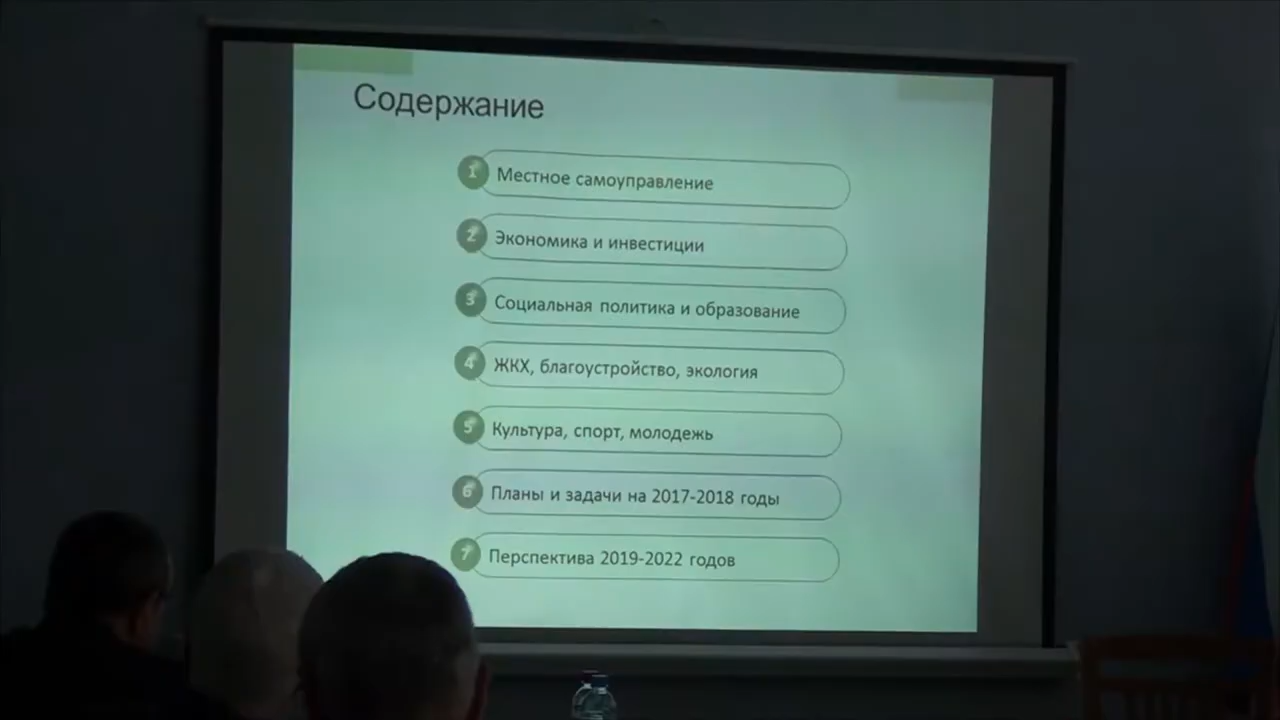 Содержание
1 Местное самоуправление
2 Экономика и инвестиции
3 Социальная политика и образование
4 ЖКХ, благоустройство, экология
5 Культура, спорт, молодежь
6 Планы и задачи на 2017-2018 годы
7 Перспектива 2019-2022 годов